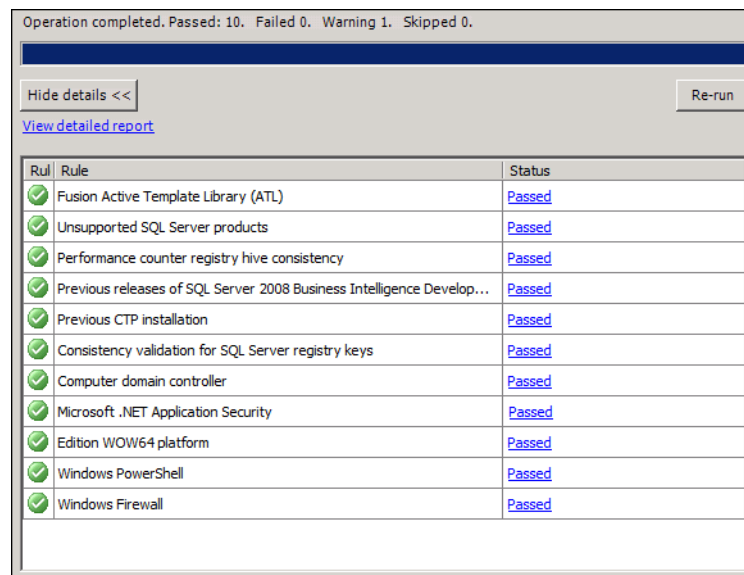 Operation completed. Passed: 10. Failed 0. Warning 1. Skipped 0.
Hide details <<
Re-run
View detailed report
Rul Rule Status
Fusion Active Template Library (ATL) Passed
Unsupported SQL Server products Passed
Performance counter registry hive consistency Passed
Previous releases of SQL Server 2008 Business Intelligence Develop... Passed
Previous CTP installation Passed
Consistency validation for SQL Server registry keys Passed
Computer domain controller Passed
Microsoft .NET Application Security Passed
Edition WOW64 platform Passed
Windows PowerShell Passed
Windows Firewall Passed